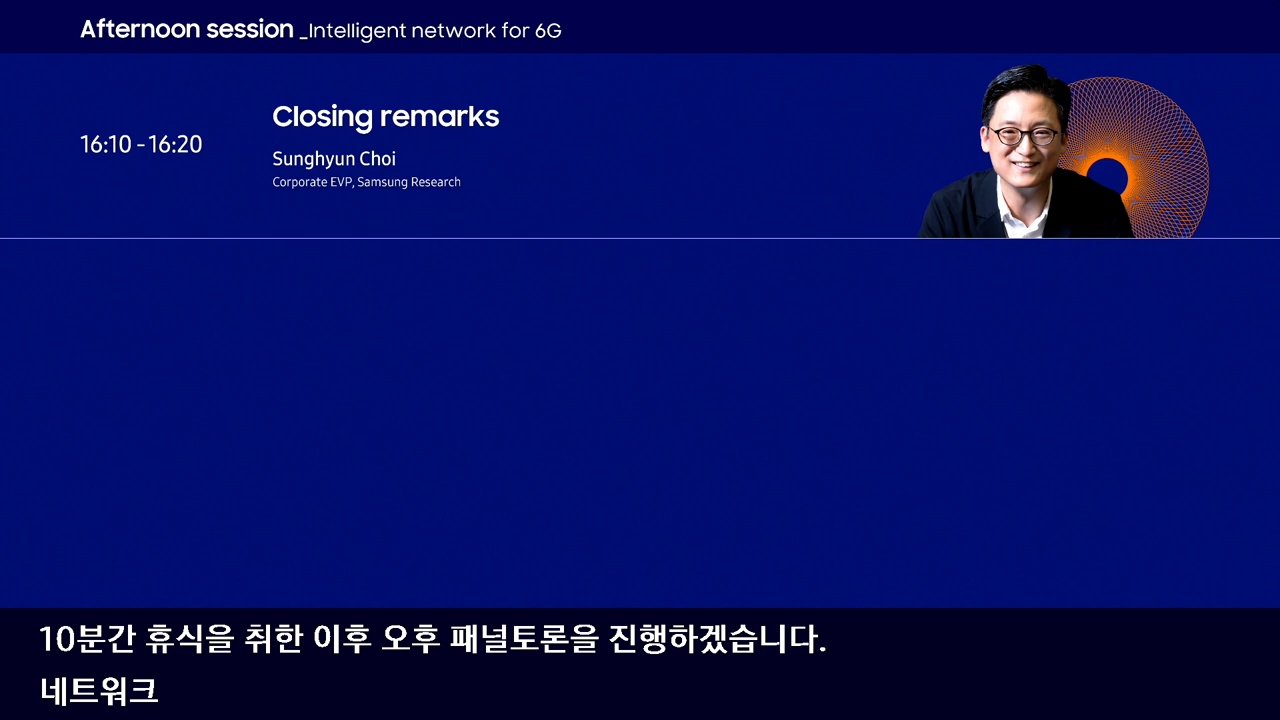 Afternoon session _Intelligent network for 6G
Closing remarks
16:10 - 16:20
Sunghyun Choi
Corporate EVP, Samsung Research
10분간 휴식을 취한 이후 오후 패널토론을 진행하겠습니다.
네트워크